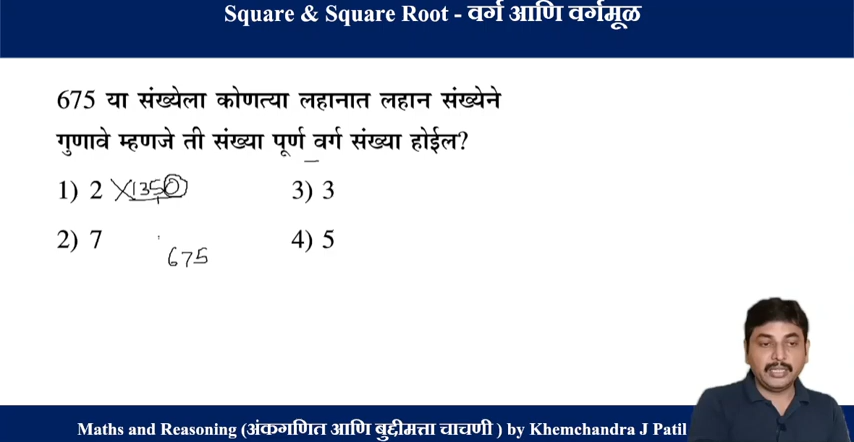 Square & Square Root - वर्ग आणि वर्गमूळ
675 या संख्येला कोणत्या लहानात लहान संख्येने
गुणावे म्हणजे ती संख्या पूर्ण वर्ग संख्या होईल?
1) 2 X 1350 3) 3
2) 7 4) 5
675
Maths and Reasoning (अंकगणित आणि बुद्दीमत्ता चाचणी ) by Khemchandra J Patil